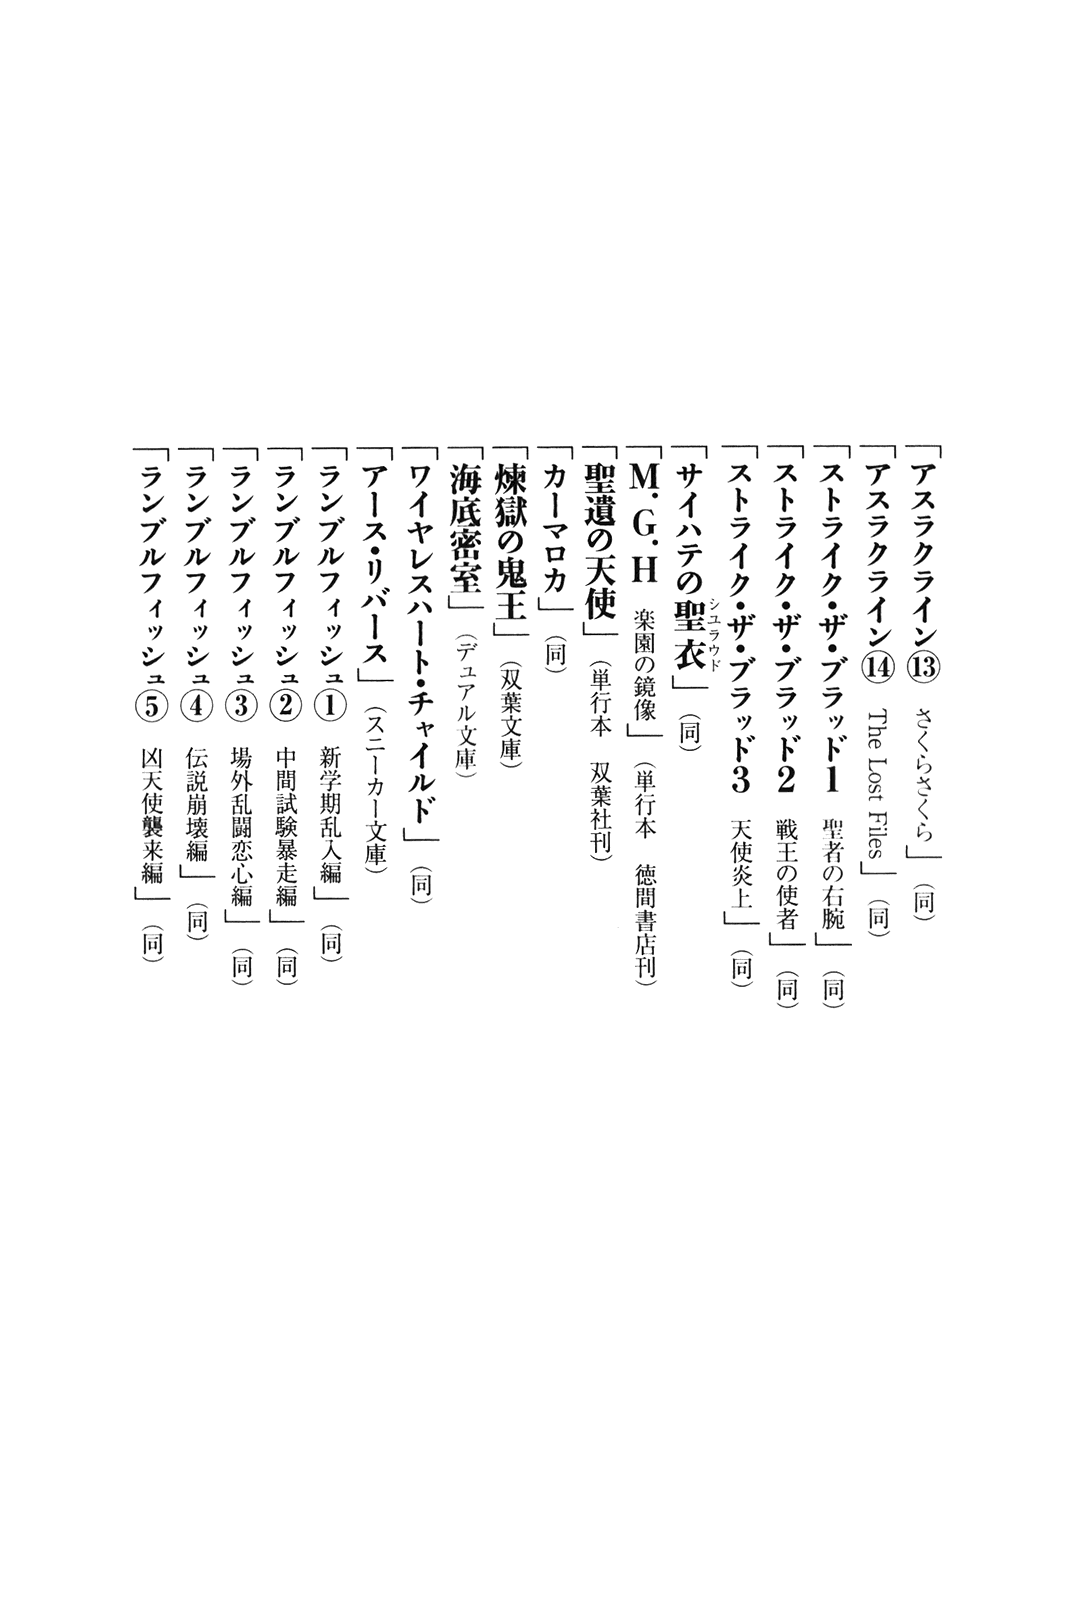 「アスラクライン⑬　さくらさくら」（同）
「アスラクライン⑭　The Lost Files」（同）
「ストライク・ザ・ブラッド1　聖者の右腕」（同）
「ストライク・ザ・ブラッド2　戦王の使者」（同）
「ストライク・ザ・ブラッド3　天使炎上」（同）
「サイハテの聖衣シュラウド」（同）
「M.G.H　楽園の鏡像」（単行本　徳間書店刊）
「聖遺の天使」（単行本　双葉社刊）
「カーマロカ」（同）
「煉獄の鬼王」（双葉文庫）
「海底密室」（デュアル文庫）
「ワイヤレスハート・チャイルド」（同）
「アース・リバース」（スニーカー文庫）
「ランブルフィッシュ①　新学期乱入編」（同）
「ランブルフィッシュ②　中間試験暴走編」（同）
「ランブルフィッシュ③　場外乱闘恋心編」（同）
「ランブルフィッシュ④　伝説崩壊編」（同）
「ランブルフィッシュ⑤　凶天使襲来編」（同）